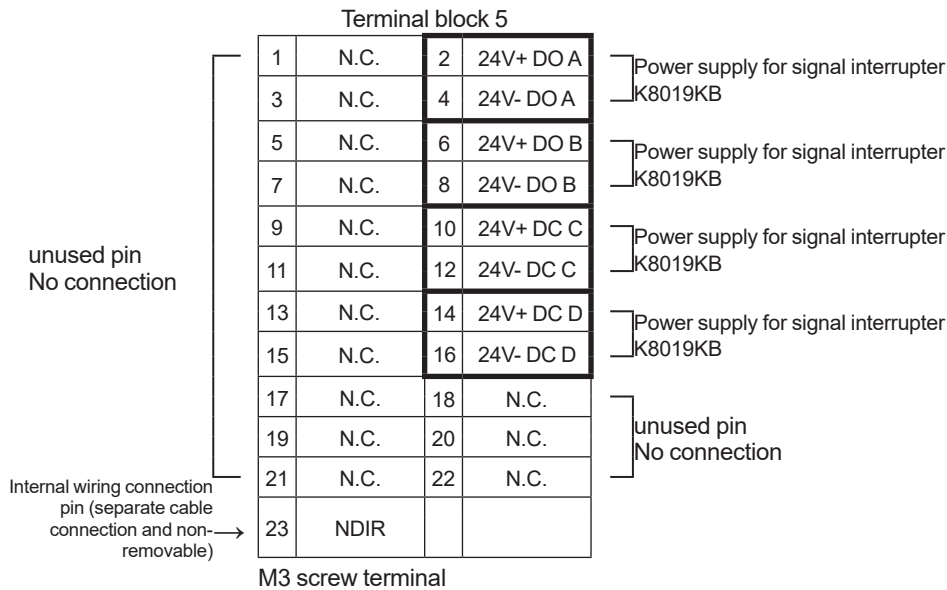 Terminal block 5
1 N.C. 2 24V+ DO A
3 N.C. 4 24V- DO A
Power supply for signal interrupter
K8019KB
5 N.C. 6 24V+ DO B
7 N.C. 8 24V- DO B
Power supply for signal interrupter
K8019KB
9 N.C. 10 24V+ DC C
11 N.C. 12 24V- DC C
Power supply for signal interrupter
K8019KB
unused pin
No connection
13 N.C. 14 24V+ DC D
15 N.C. 16 24V- DC D
Power supply for signal interrupter
K8019KB
17 N.C. 18 N.C.
19 N.C. 20 N.C.
21 N.C. 22 N.C.
unused pin
No connection
Internal wiring connection
pin (separate cable
connection and non-
removable)
→
23 NDIR
M3 screw terminal